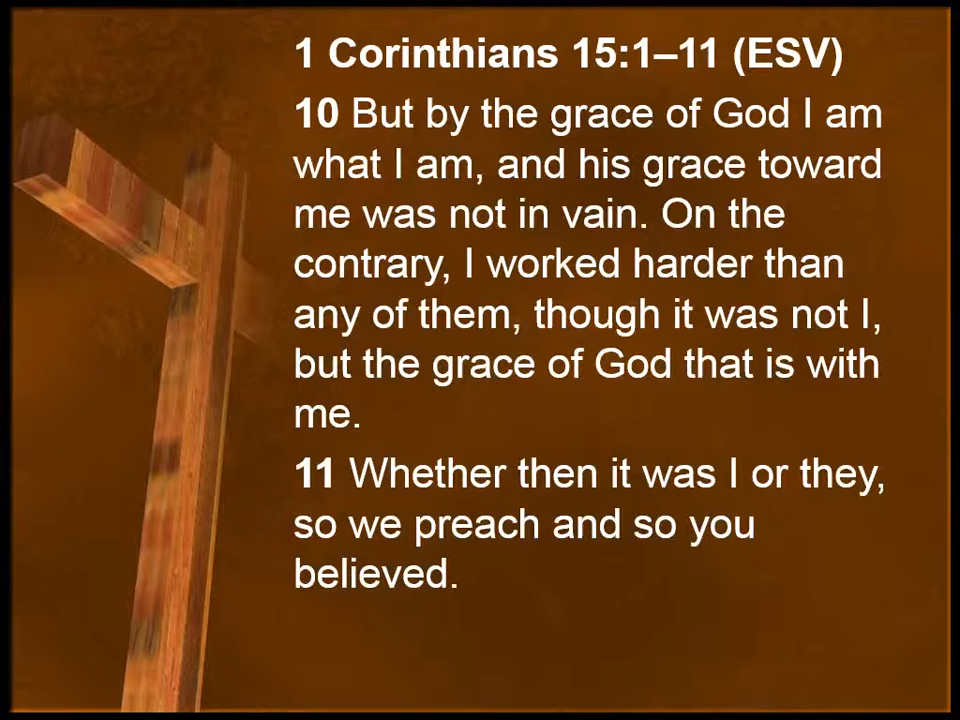 1 Corinthians 15:1–11 (ESV)
10 But by the grace of God I am
what I am, and his grace toward
me was not in vain. On the
contrary, I worked harder than
any of them, though it was not I,
but the grace of God that is with
me.
11 Whether then it was I or they,
so we preach and so you
believed.